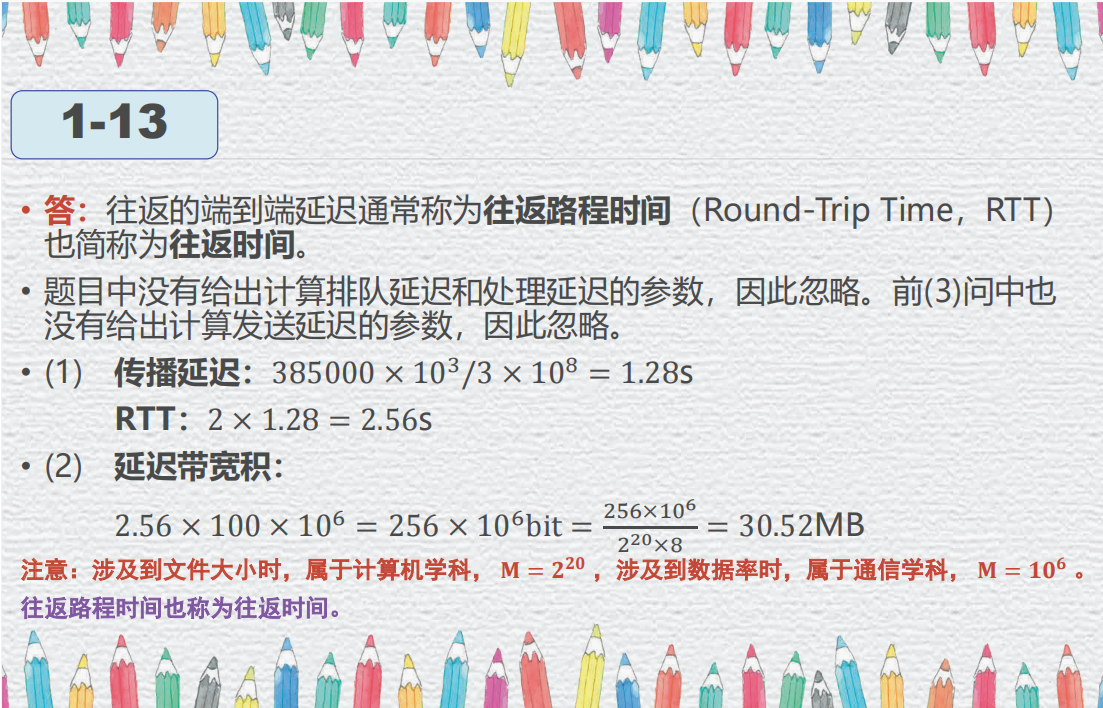 1-13
• 答：往返的端到端延迟通常称为往返路程时间（Round-Trip Time，RTT）
也简称为往返时间。
• 题目中没有给出计算排队延迟和处理延迟的参数，因此忽略。前(3)问中也
没有给出计算发送延迟的参数，因此忽略。
• (1) 传播延迟：385000 × 10³/3 × 10⁸ = 1.28s
RTT：2 × 1.28 = 2.56s
• (2) 延迟带宽积：
2.56 × 100 × 10⁶ = 256 × 10⁶bit = \frac{256×10⁶}{2²⁰×8} = 30.52MB
注意：涉及到文件大小时，属于计算机学科， M = 2²⁰ ，涉及到数据率时，属于通信学科， M = 10⁶ 。
往返路程时间也称为往返时间。